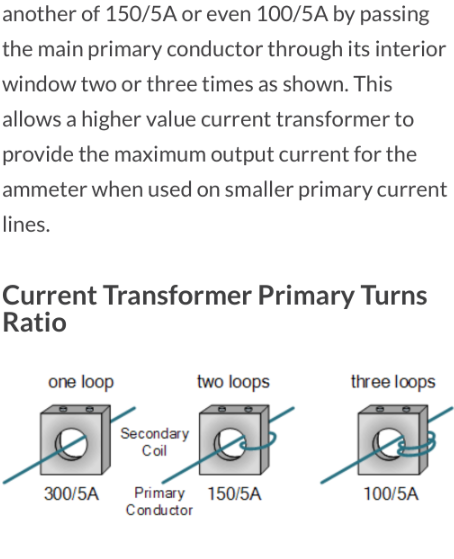 another of 150/5A or even 100/5A by passing
the main primary conductor through its interior
window two or three times as shown. This
allows a higher value current transformer to
provide the maximum output current for the
ammeter when used on smaller primary current
lines.
Current Transformer Primary Turns
Ratio
one loop
two loops
three loops
Secondary
Coil
300/5A
Primary
Conductor
150/5A
100/5A